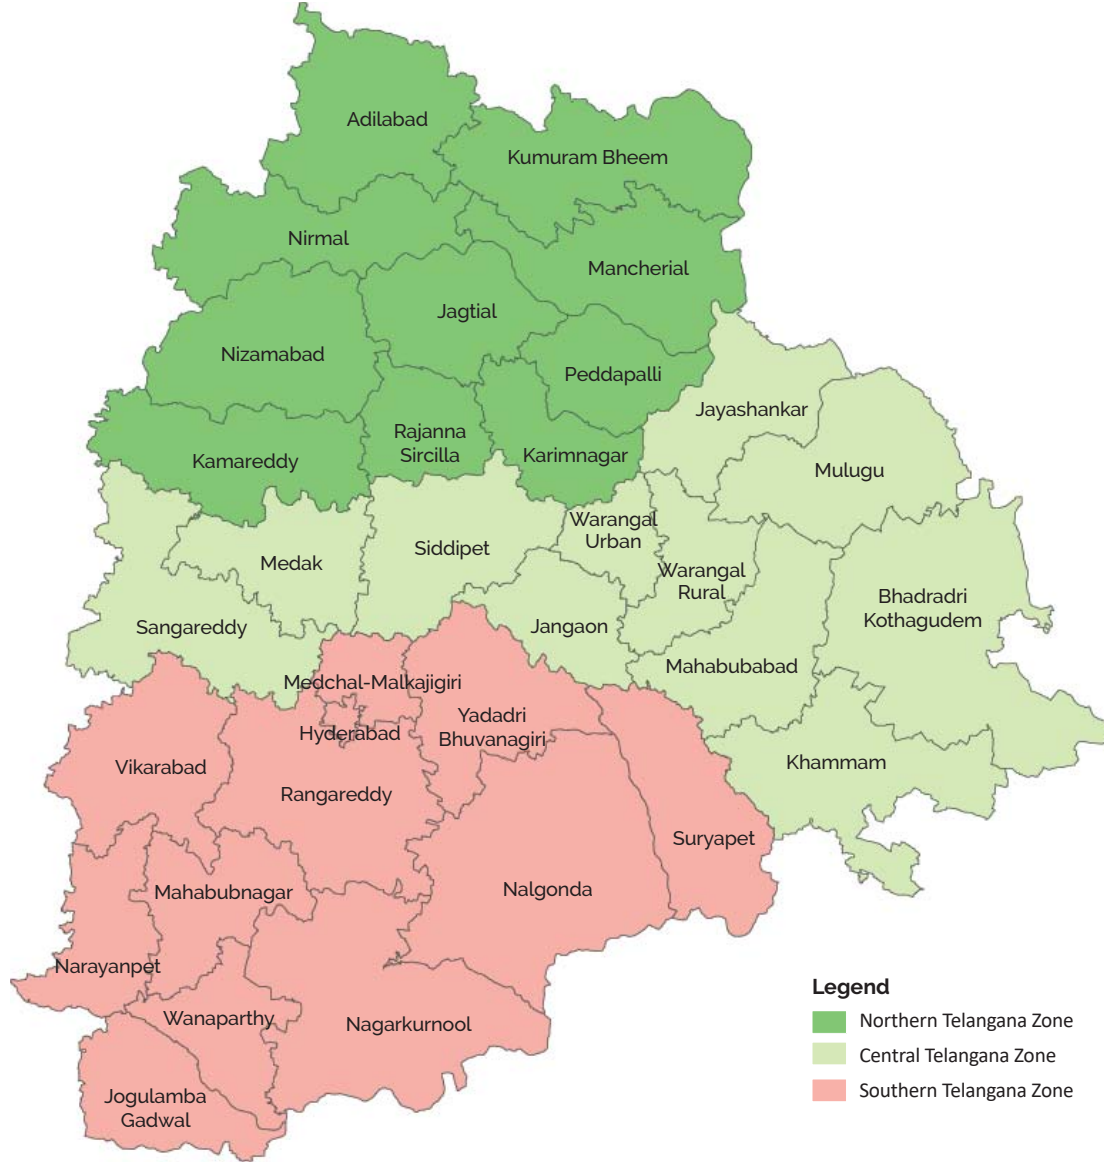 Adilabad
Kumuram Bheem
Nirmal
Mancherial
Jagtial
Nizamabad
Peddapalli
Jayashankar
Rajanna
Sircilla
Karimnagar
Kamareddy
Mulugu
Warangal
Urban
Siddipet
Medak
Warangal
Rural
Bhadradri
Kothagudem
Sangareddy
Jangaon
Mahabubabad
Medchal-Malkajigiri
Yadadri
Bhuvanagiri
Hyderabad
Khammam
Vikarabad
Rangareddy
Suryapet
Mahabubnagar
Nalgonda
Narayanpet
Wanaparthy
Nagarkurnool
Jogulamba
Gadwal
Legend
Northern Telangana Zone
Central Telangana Zone
Southern Telangana Zone